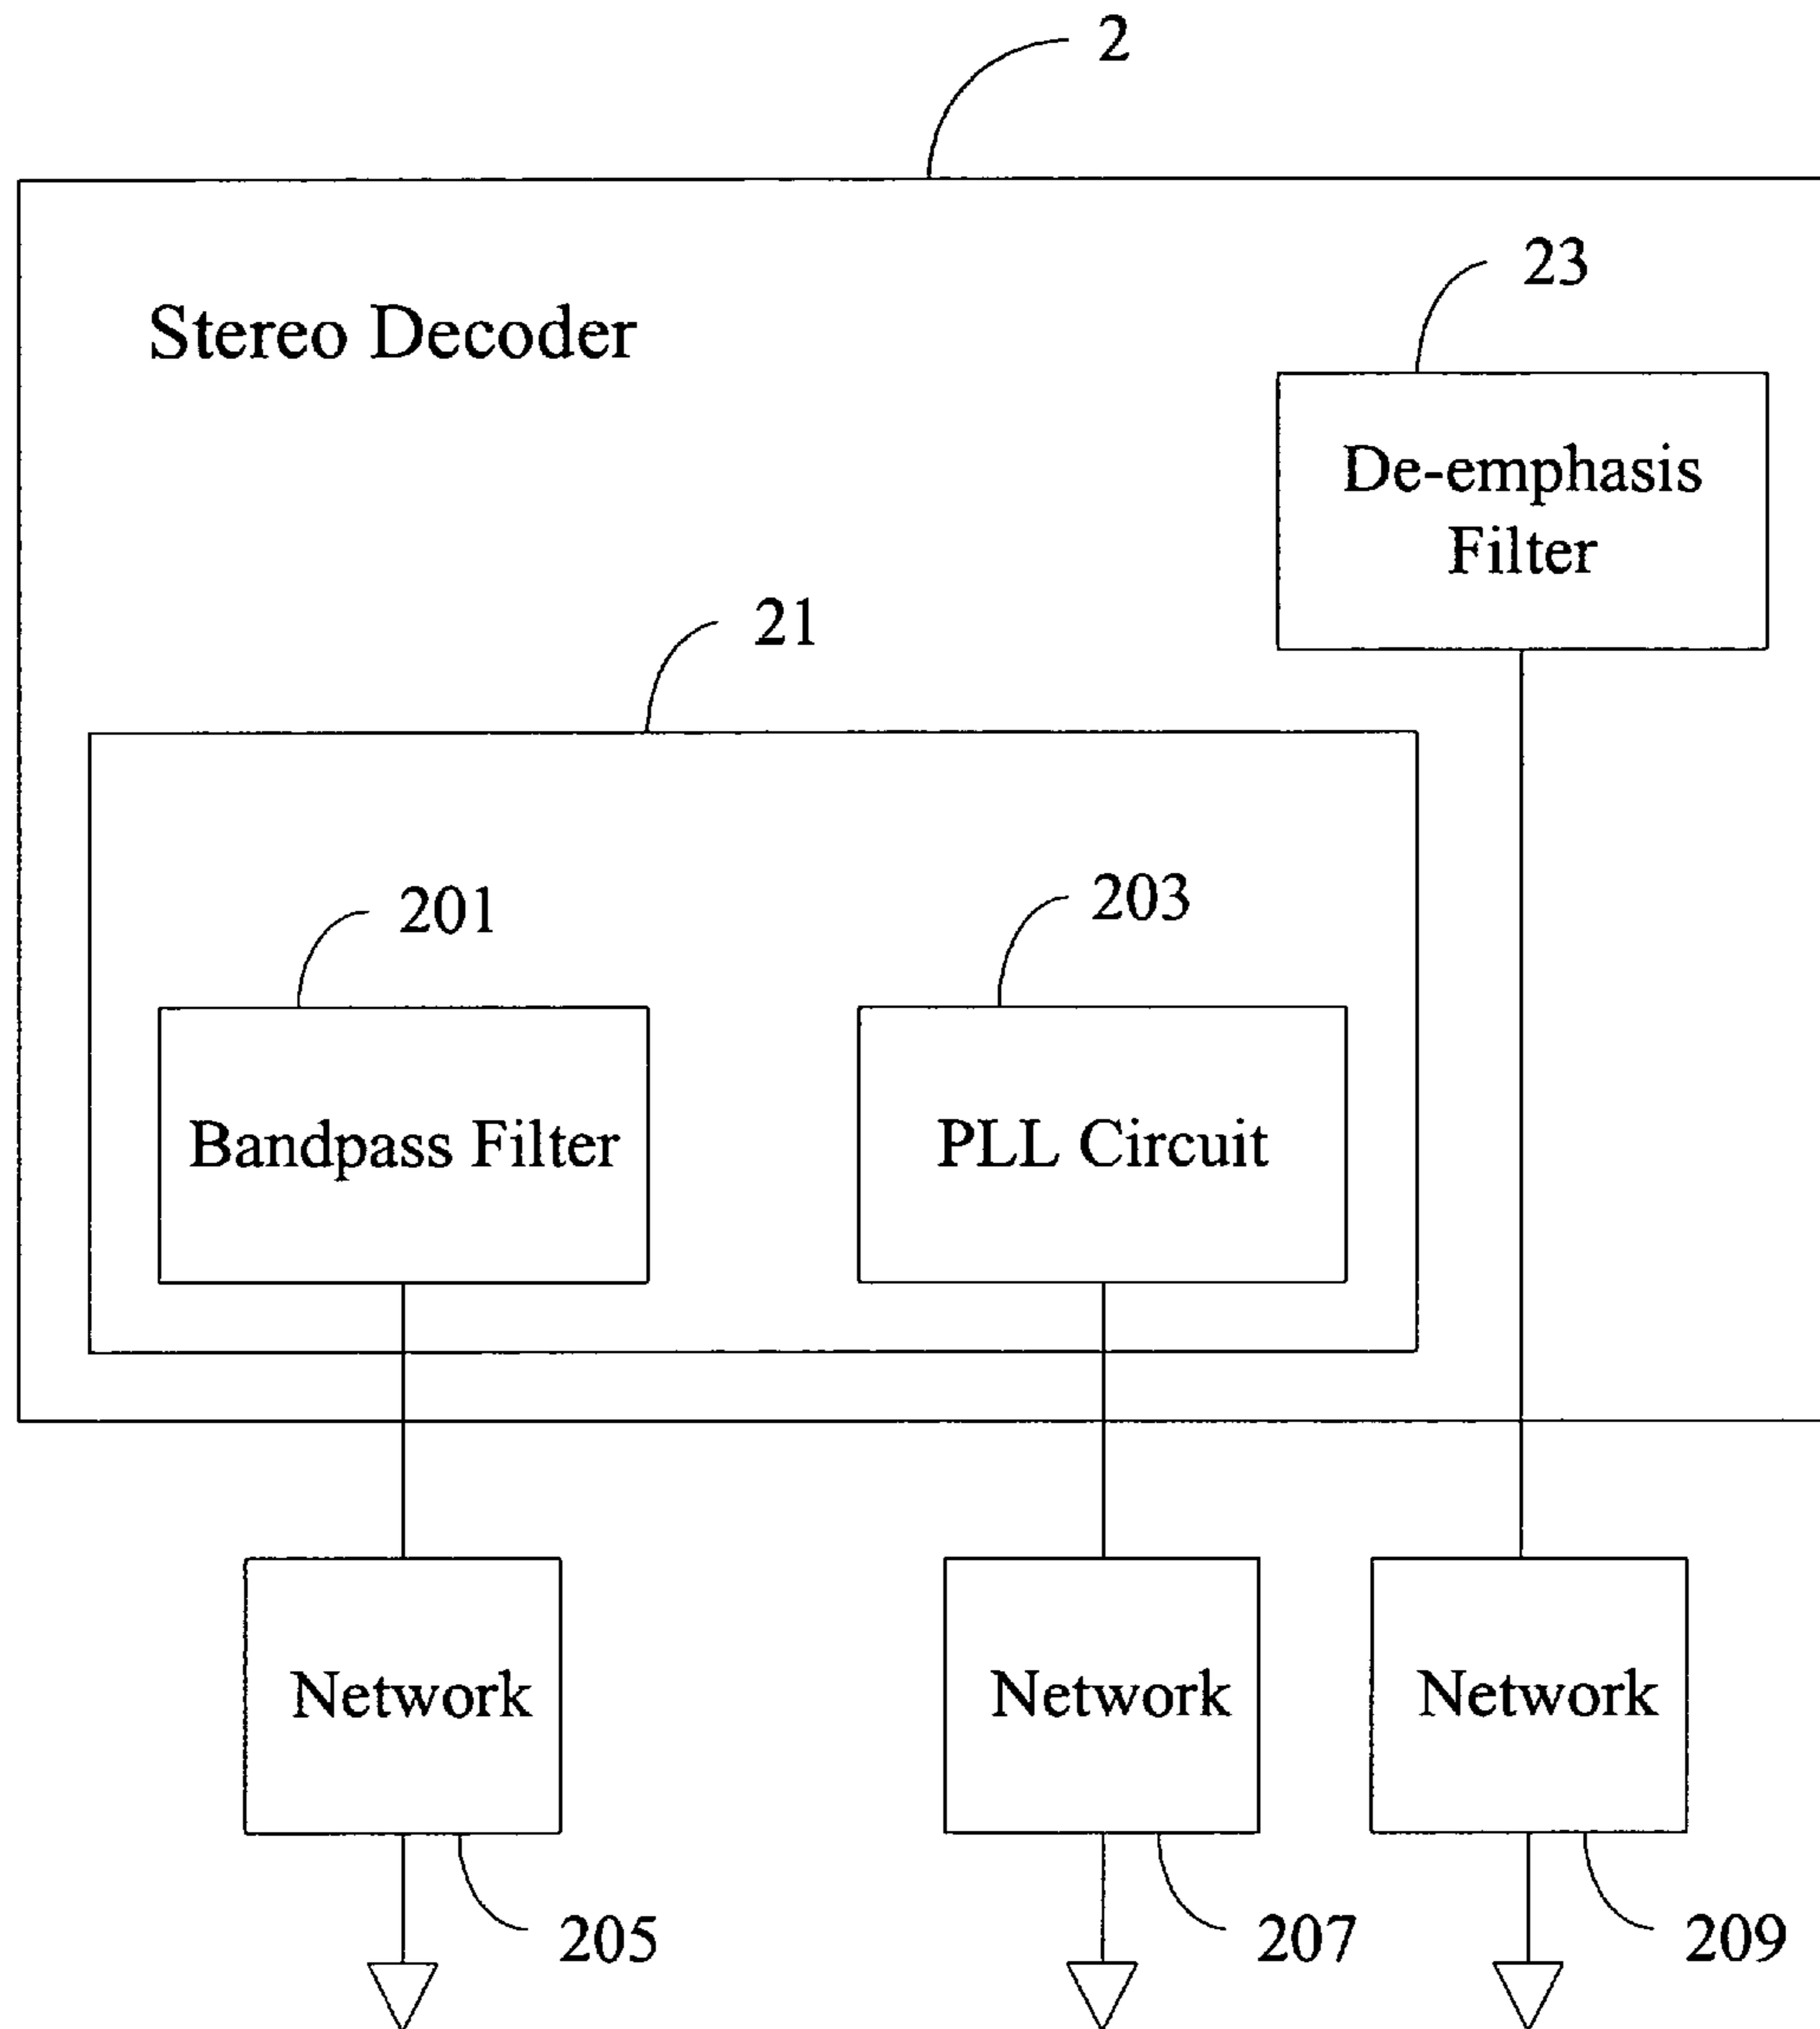 2
23
Stereo Decoder
De-emphasis
Filter
21
201
203
Bandpass Filter
PLL Circuit
Network
Network
Network
205
207
209